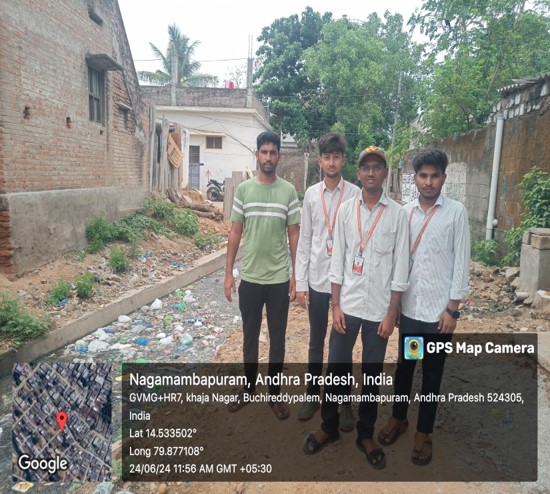 GPS Map Camera
Nagamambapuram, Andhra Pradesh, India
GVMG+HR7, khaja Nagar, Buchireddypalem, Nagamambapuram, Andhra Pradesh 524305,
India
Lat 14.533502°
Long 79.877108°
24/06/24 11:56 AM GMT +05:30
Google